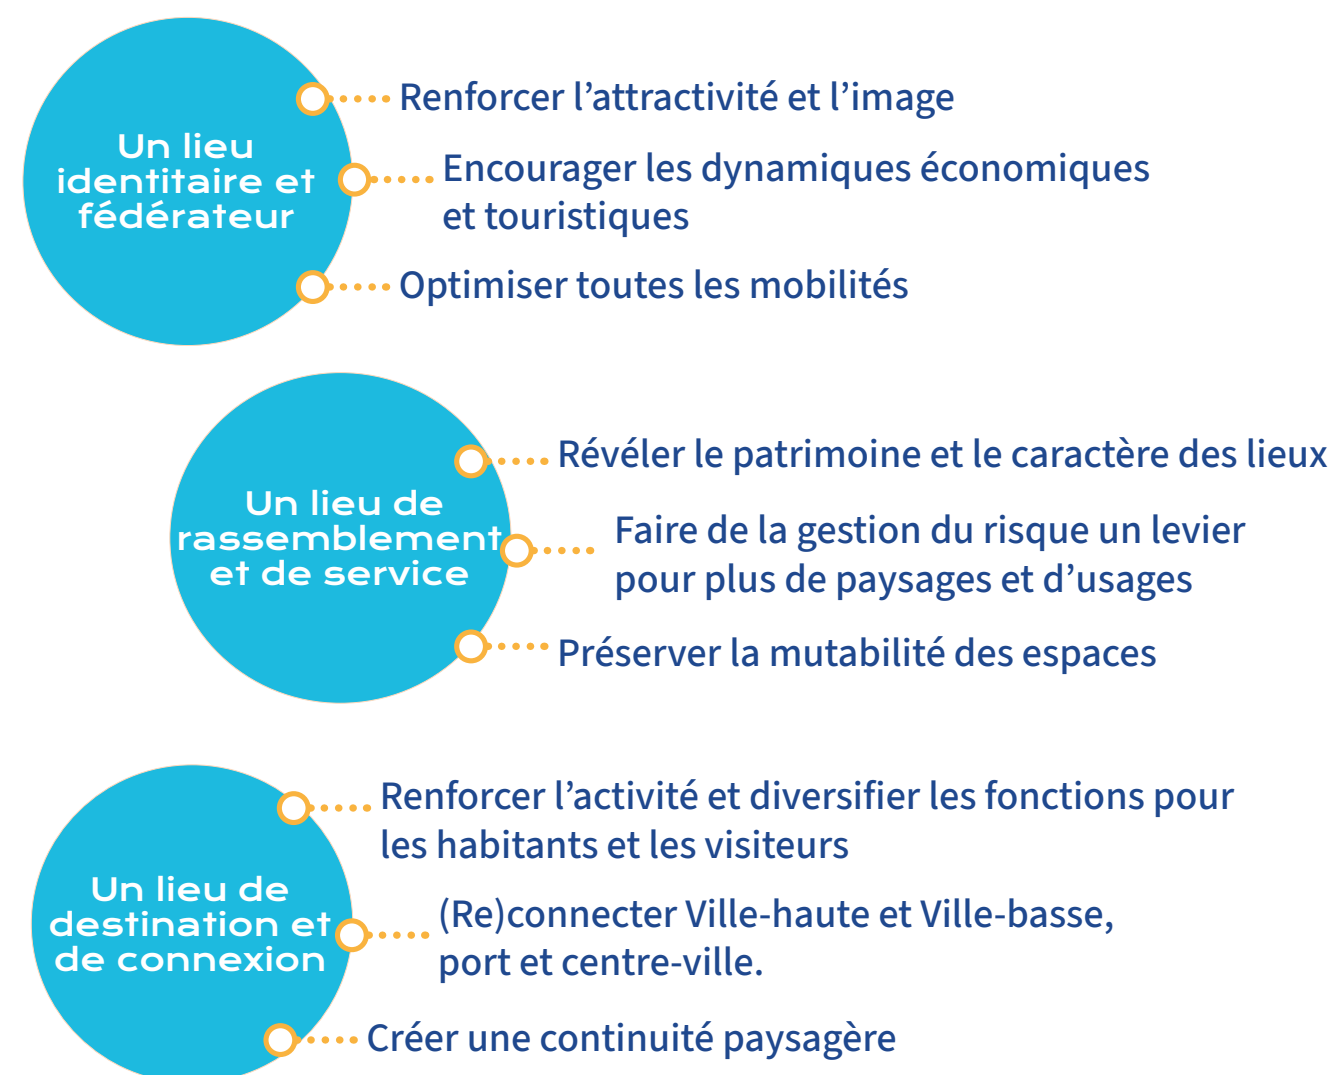 Un lieu
identitaire et
fédérateur
Renforcer l’attractivité et l’image
Encourager les dynamiques économiques
et touristiques
Optimiser toutes les mobilités
Un lieu de
rassemblement
et de service
Révéler le patrimoine et le caractère des lieux
Faire de la gestion du risque un levier
pour plus de paysages et d’usages
Préserver la mutabilité des espaces
Un lieu de
destination et
de connexion
Renforcer l’activité et diversifier les fonctions pour
les habitants et les visiteurs
(Re)connecter Ville-haute et Ville-basse,
port et centre-ville.
Créer une continuité paysagère